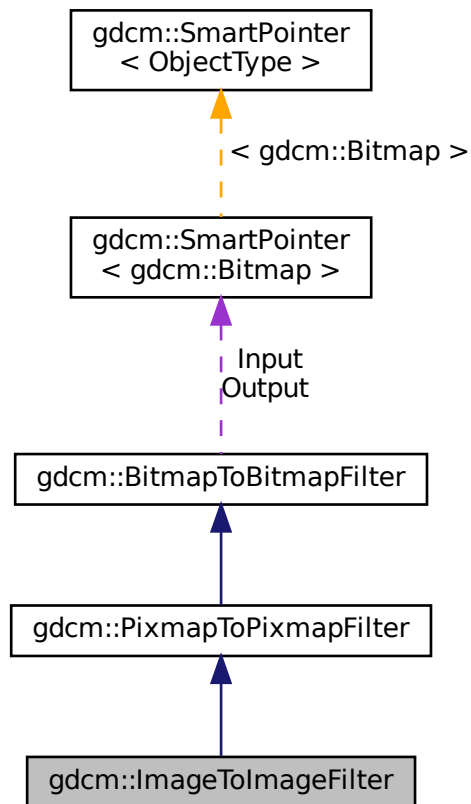 gdcm::SmartPointer
< ObjectType >
< gdcm::Bitmap >
gdcm::SmartPointer
< gdcm::Bitmap >
Input
Output
gdcm::BitmapToBitmapFilter
gdcm::PixmapToPixmapFilter
gdcm::ImageToImageFilter